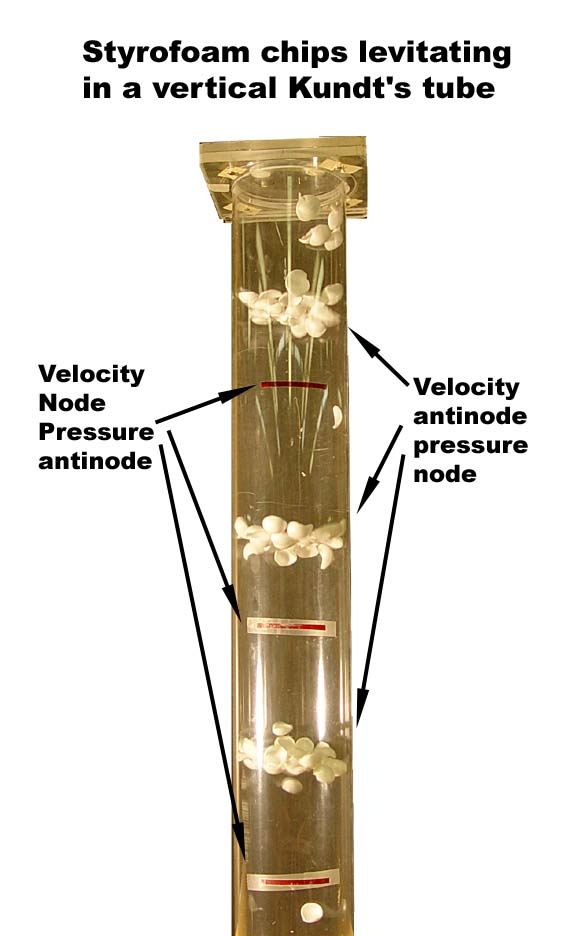 Styrofoam chips levitating
in a vertical Kundt's tube
Velocity
Node
Pressure
antinode
Velocity
antinode
pressure
node